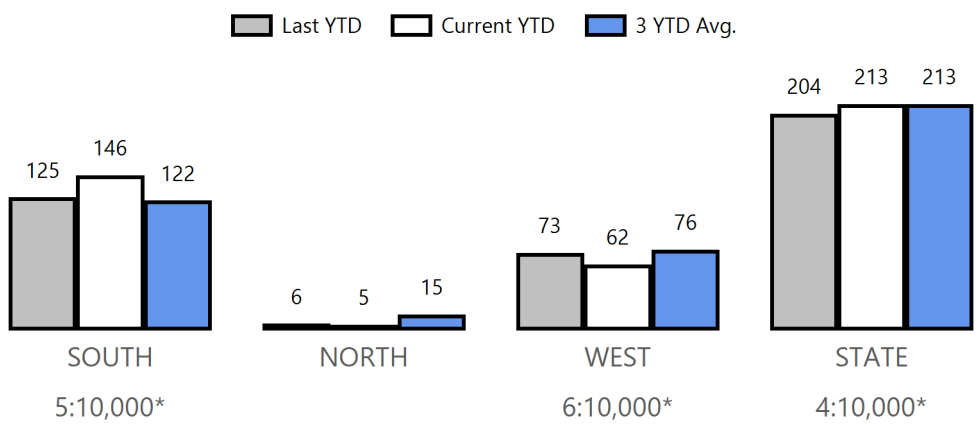 Last YTD Current YTD 3 YTD Avg.
125 146 122
6 5 15
73 62 76
204 213 213
SOUTH NORTH WEST STATE
5:10,000* 6:10,000* 4:10,000*